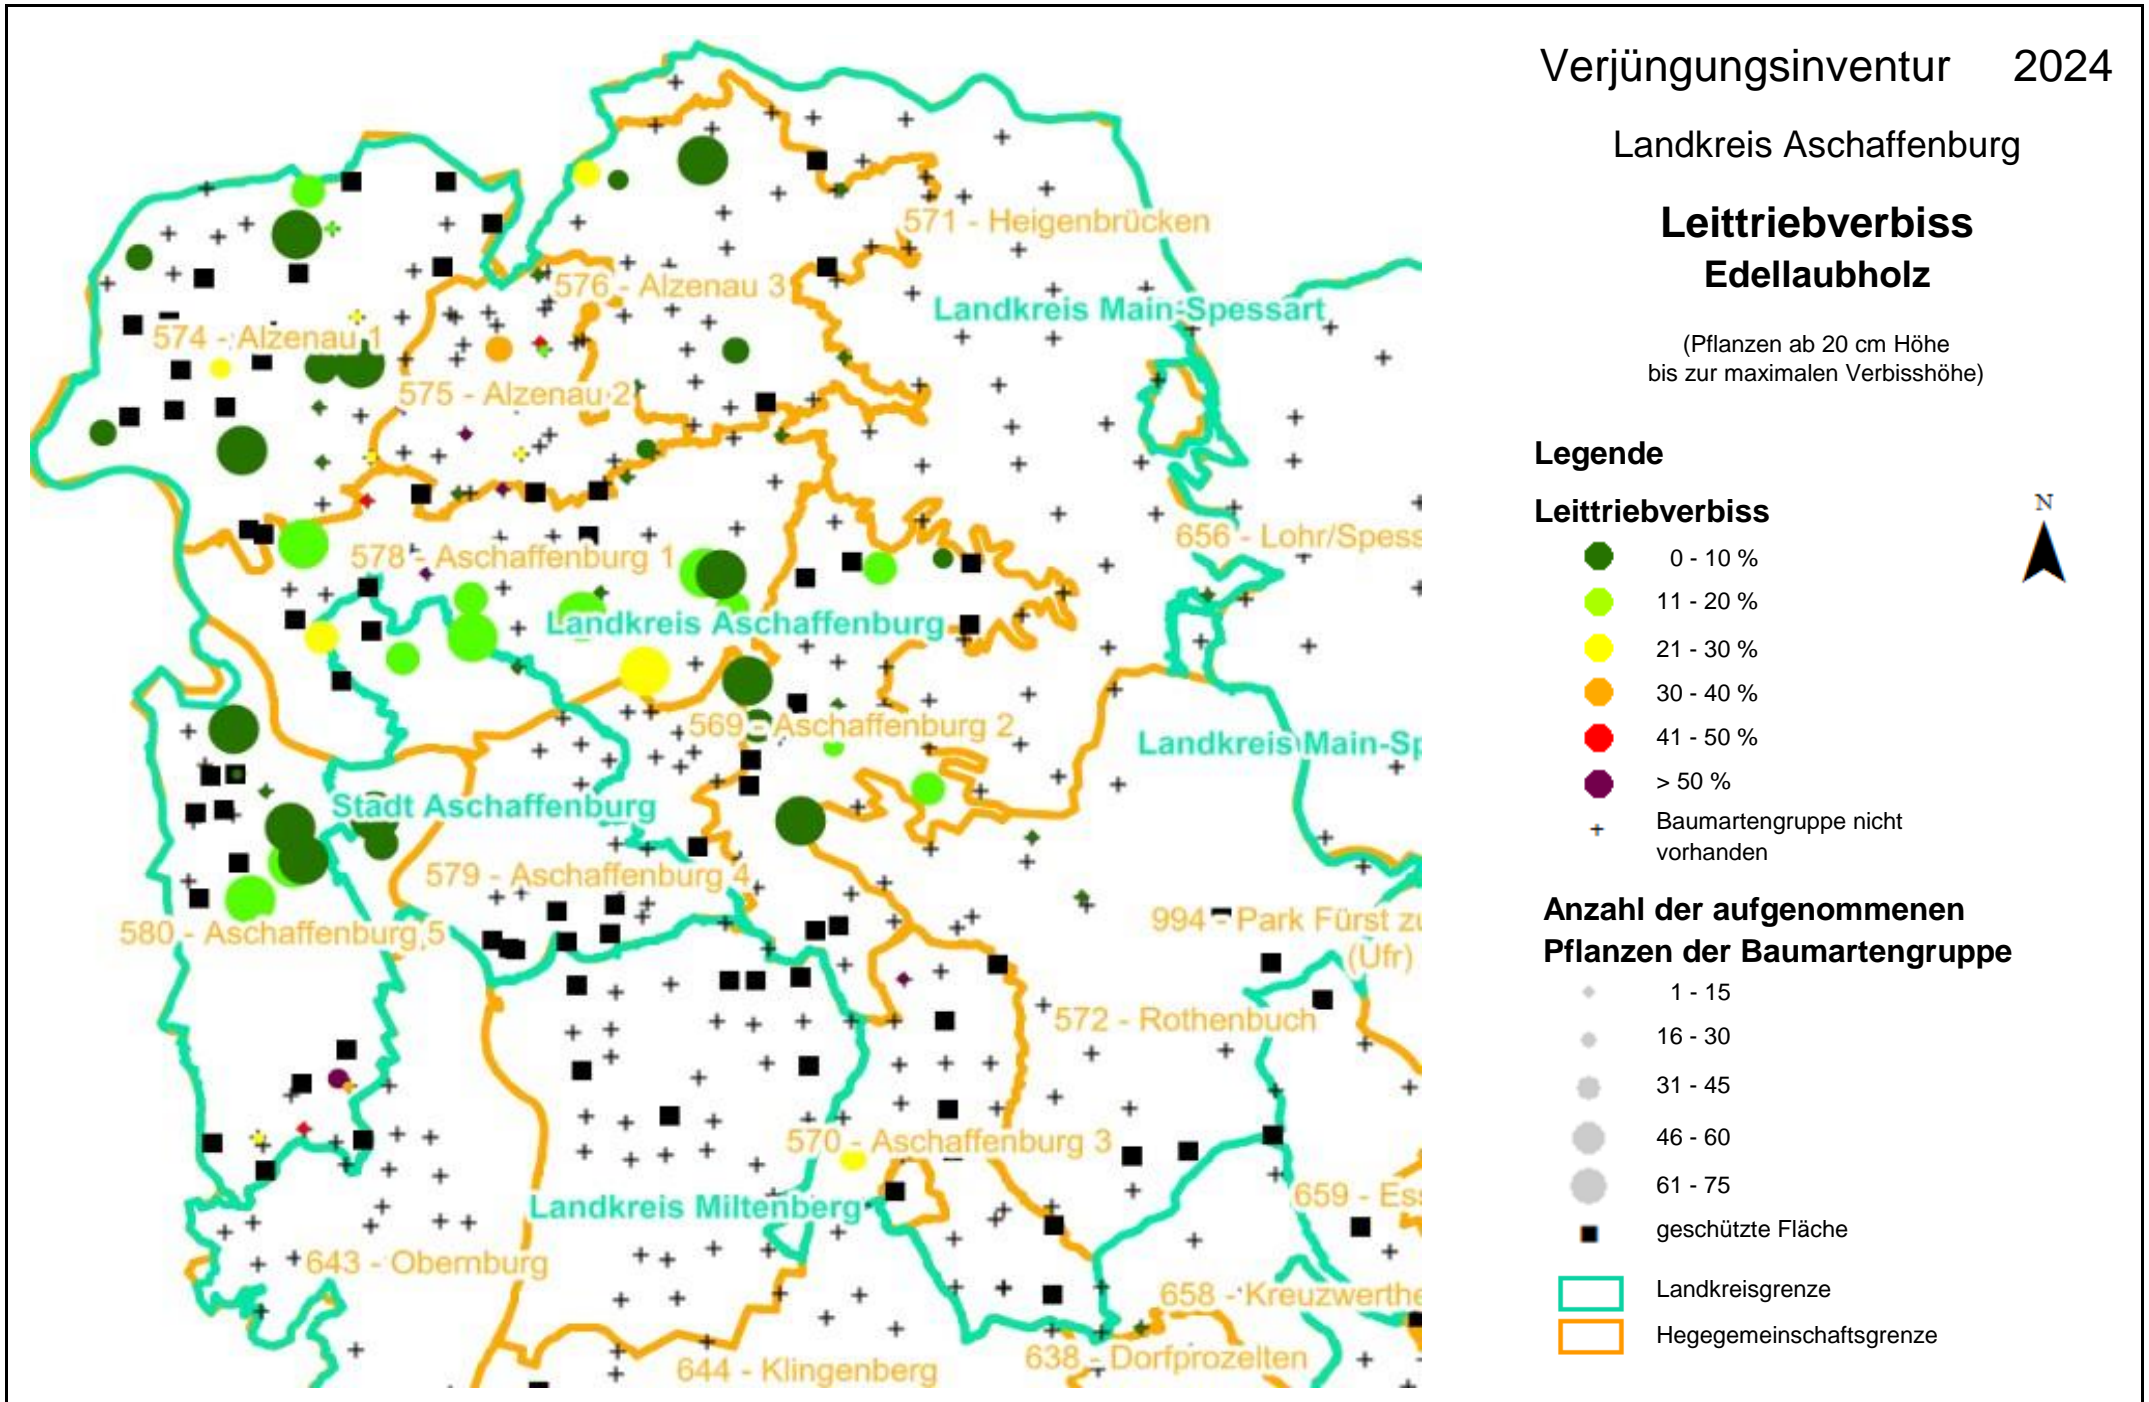 Verjüngungsinventur 2024
Landkreis Aschaffenburg
Leittriebverbiss
Edellaubholz
(Pflanzen ab 20 cm Höhe
bis zur maximalen Verbisshöhe)
Legende
Leittriebverbiss
N
0 - 10 %
11 - 20 %
21 - 30 %
30 - 40 %
41 - 50 %
> 50 %
Baumartengruppe nicht
vorhanden
Anzahl der aufgenommenen
Pflanzen der Baumartengruppe
1 - 15
16 - 30
31 - 45
46 - 60
61 - 75
geschützte Fläche
Landkreisgrenze
Hegegemeinschaftsgrenze
571 - Heigenbrücken
576 - Alzenau 3
Landkreis Main-Spessart
574 - Alzenau 1
575 - Alzenau 2
656 - Lohr/Spess
578 - Aschaffenburg 1
Landkreis Aschaffenburg
569 - Aschaffenburg 2
Landkreis Main-Sp
Stadt Aschaffenburg
579 - Aschaffenburg 4
994 - Park Fürst zu
(Ufr)
580 - Aschaffenburg 5
572 - Rothenbuch
570 - Aschaffenburg 3
659 - Ess
Landkreis Miltenberg
643 - Obernburg
658 - Kreuzwerthe
638 - Dorfprozelten
644 - Klingenberg